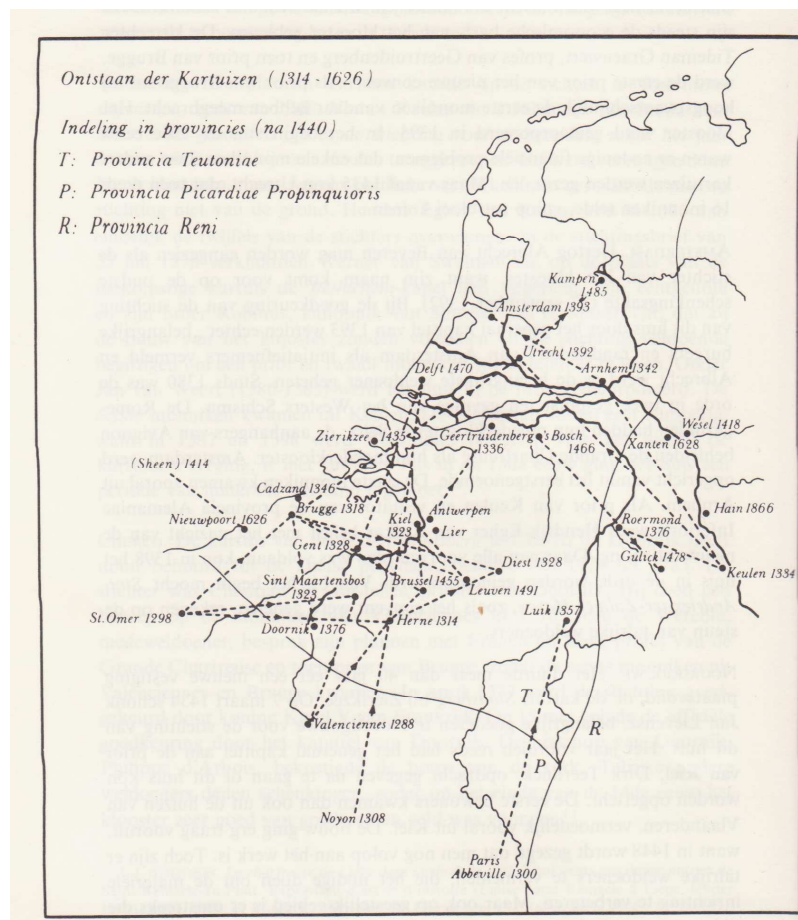 Ontstaan der Kartuizen (1314 - 1626)
Indeling in provincies (na 1440)
T: Provincia Teutoniae
P: Provincia Picardiae Propinquioris
R: Provincia Reni
Kampen
1485
Amsterdam 1393
Utrecht 1392
Delft 1470
Arnhem 1342
Wesel 1418
Zierikzee 1435
Geertruidenberg
1336
's Bosch
1466
Xanten 1628
(Sheen) 1414
Cadzand 1346
Brugge 1318
Nieuwpoort 1626
Kiel
1323
Antwerpen
Lier
Hain 1866
Roermond
1376
Gent 1328
Diest 1328
Gulick 1478
Keulen 1334
Sint Maartensbos
1323
Brussel 1455
Leuven 1491
St. Omer 1298
Doornik 1376
Herne 1314
Luik 1357
T
R
P
Valenciennes 1288
Noyon 1308
Paris
Abbeville 1300